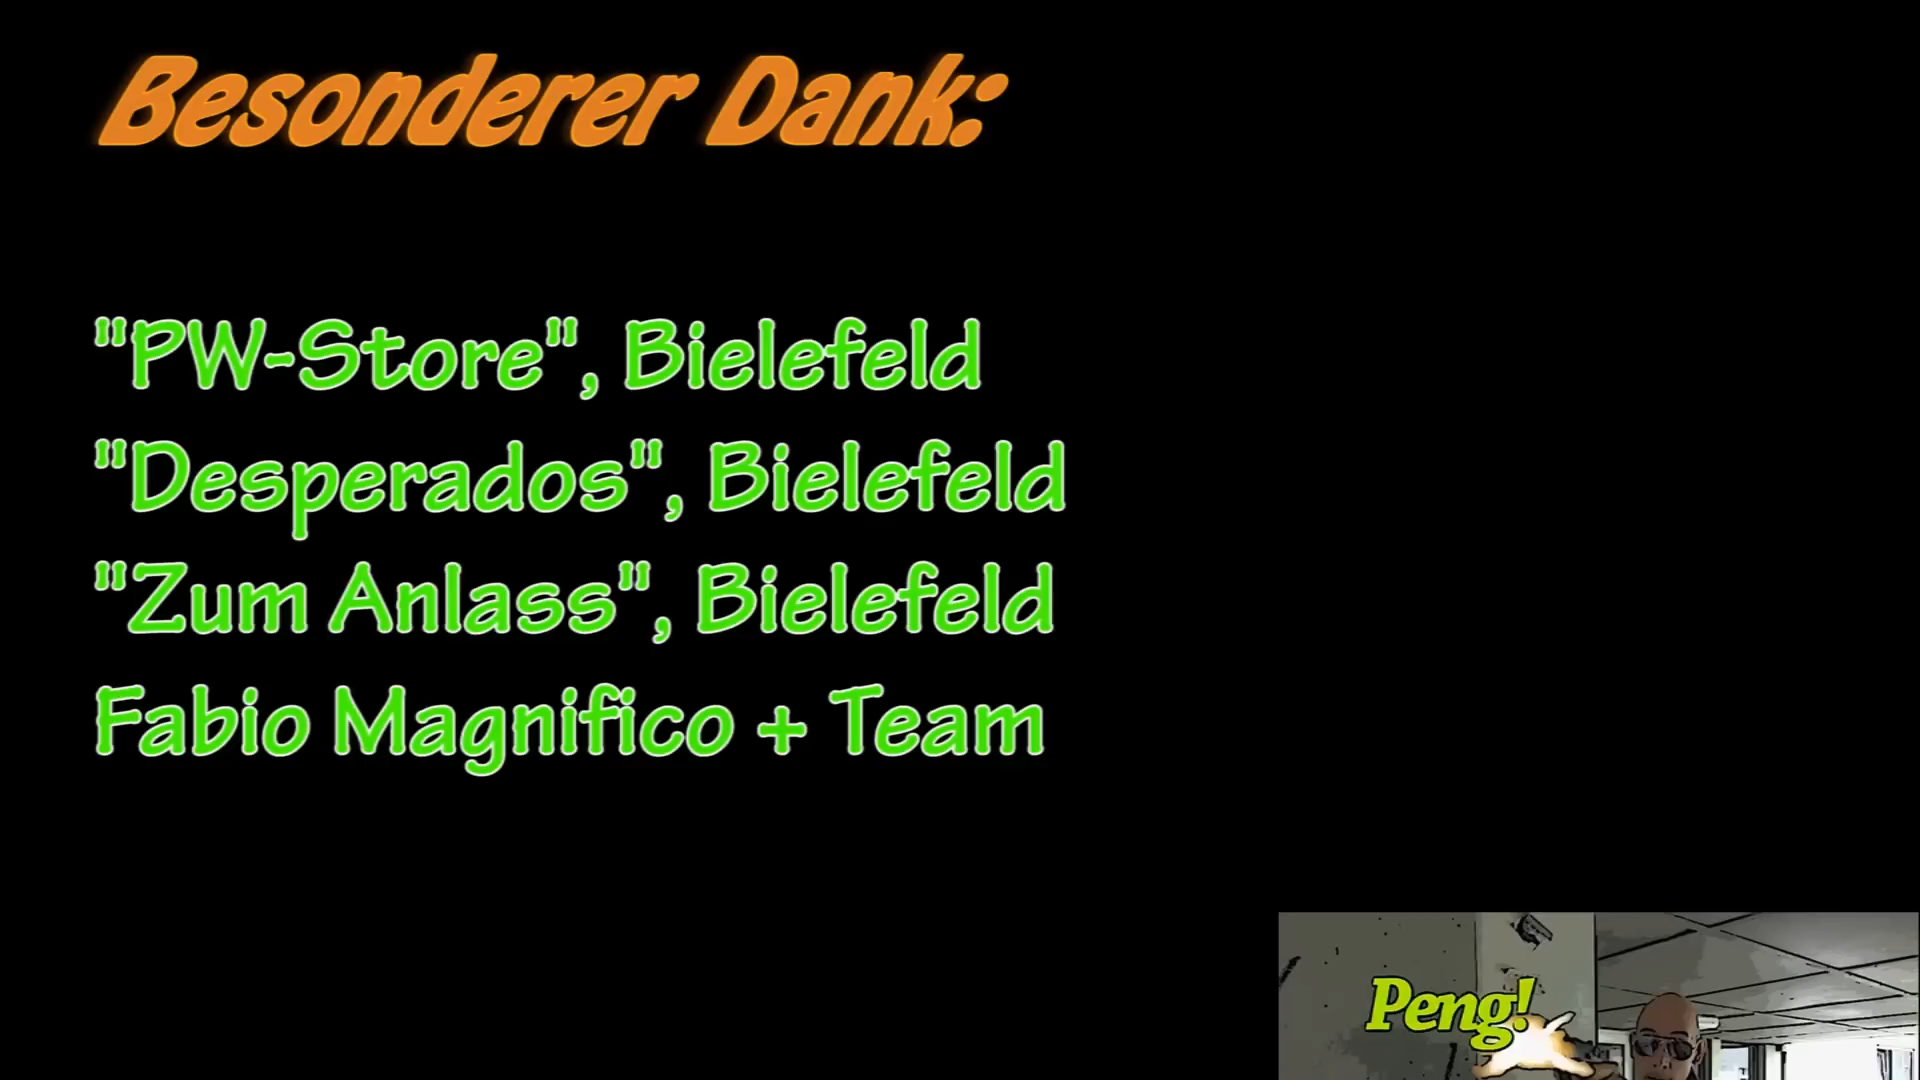 Besonderer Dank:
"PW-Store", Bielefeld
"Desperados", Bielefeld
"Zum Anlass", Bielefeld
Fabio Magnifico + Team
Peng!